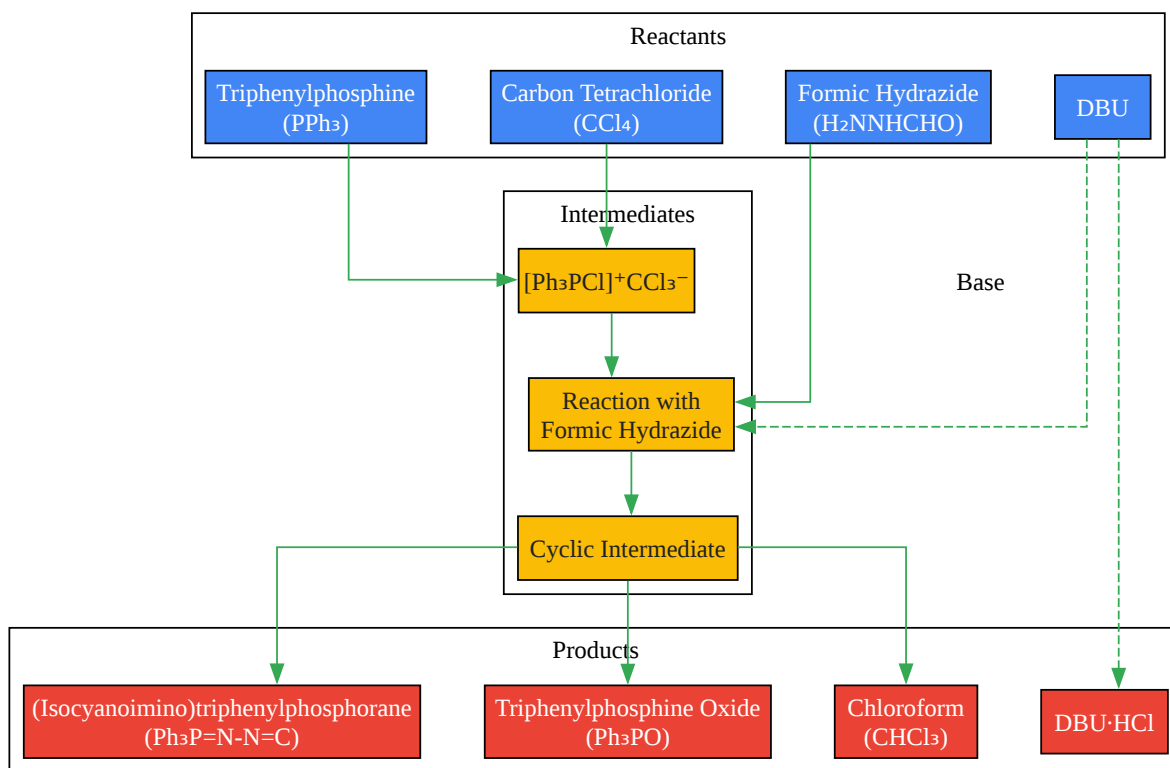 Reactants
Triphenylphosphine
(PPh₃)
Carbon Tetrachloride
(CCl₄)
Formic Hydrazide
(H₂NNHCHO)
DBU
Intermediates
[Ph₃PCl]⁺CCl₃⁻
Base
Reaction with
Formic Hydrazide
Cyclic Intermediate
Products
(Isocyanoimino)triphenylphosphorane
(Ph₃P=N-N=C)
Triphenylphosphine Oxide
(Ph₃PO)
Chloroform
(CHCl₃)
DBU·HCl